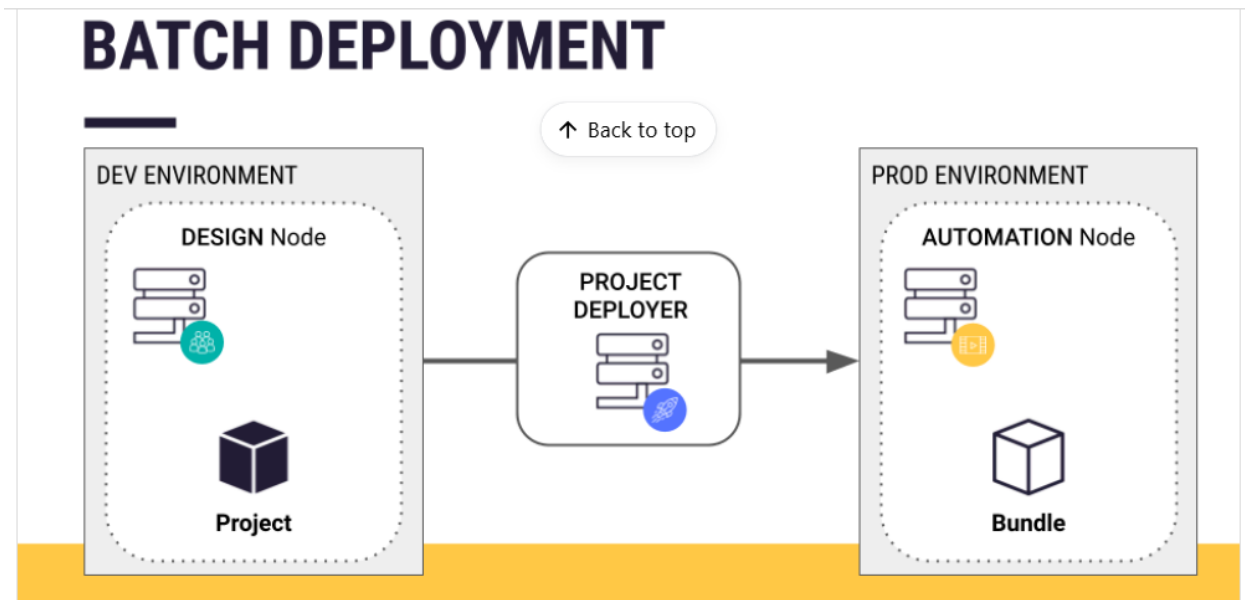 BATCH DEPLOYMENT
Back to top
DEV ENVIRONMENT
DESIGN Node
Project
PROJECT
DEPLOYER
PROD ENVIRONMENT
AUTOMATION Node
Bundle